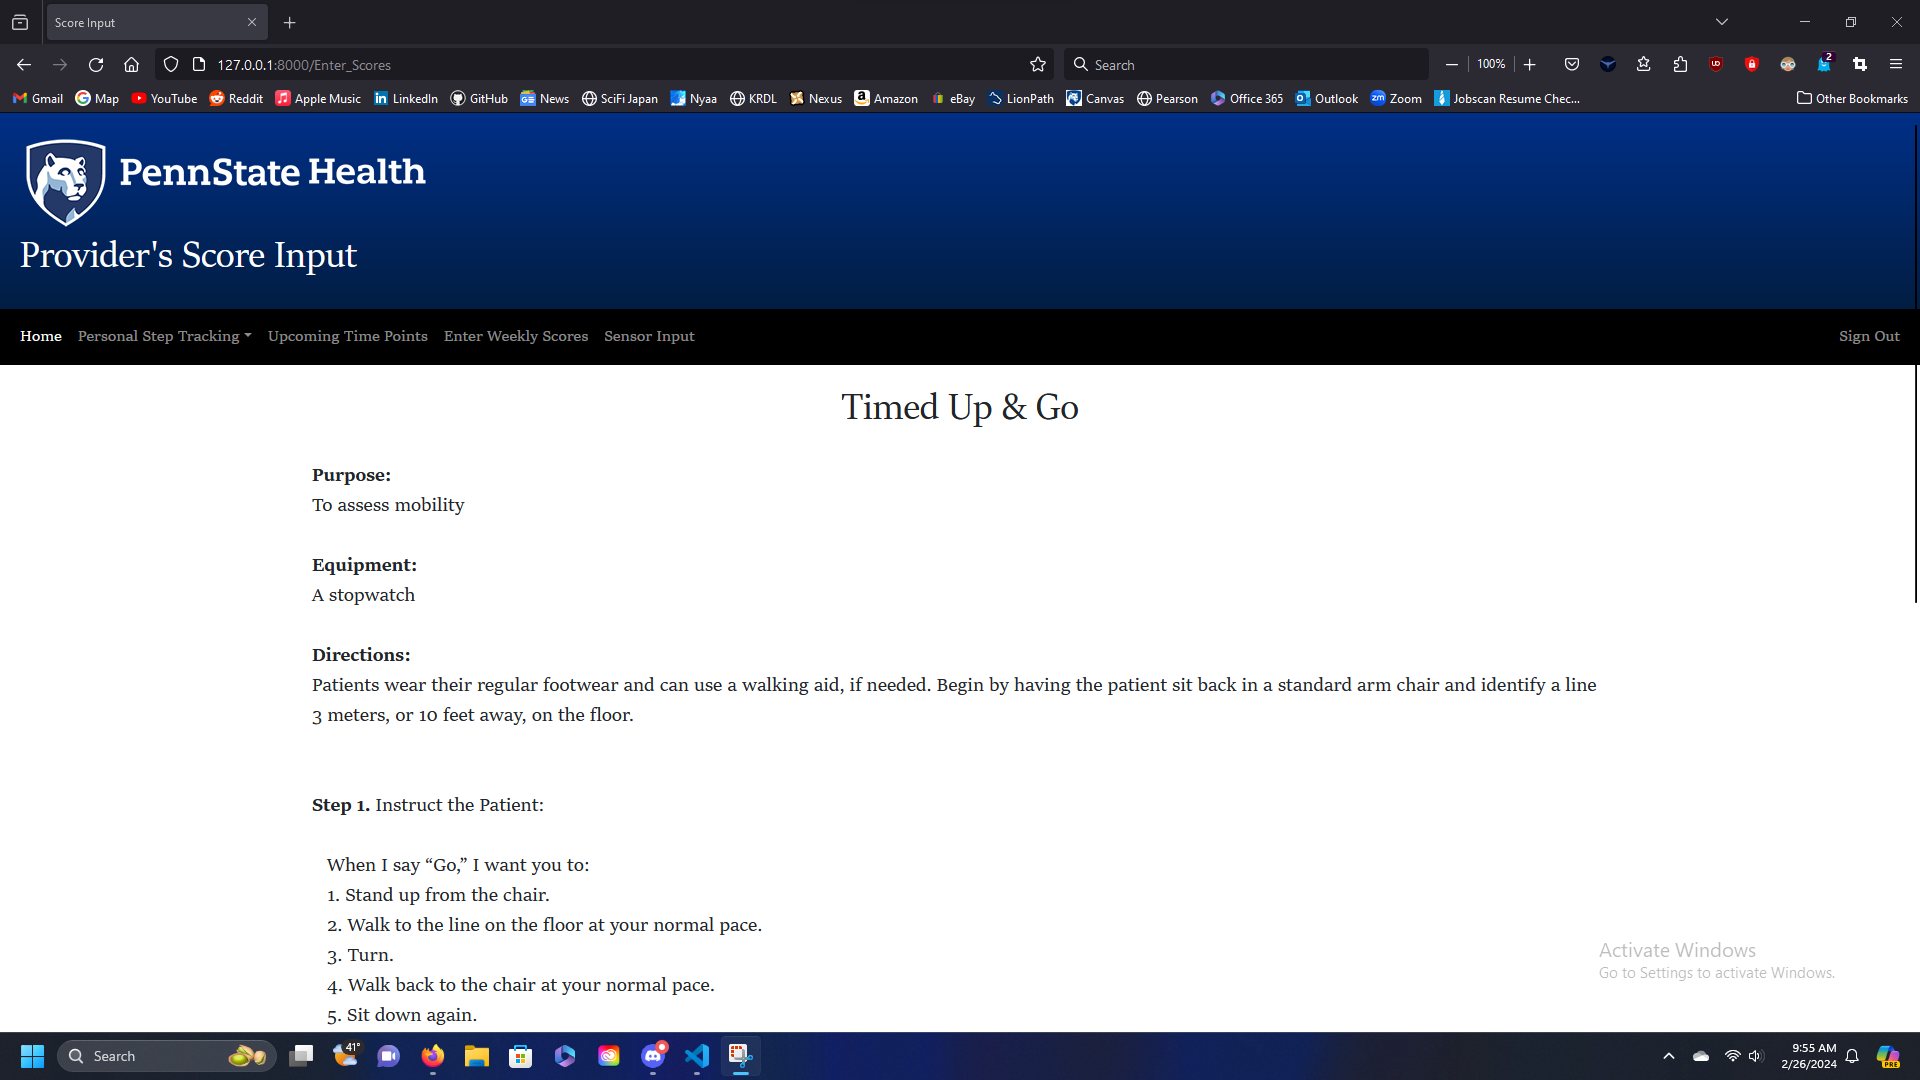 Score Input
127.0.0.1:8000/Enter_Scores
Search
100%
2
Gmail
Map
YouTube
Reddit
Apple Music
LinkedIn
GitHub
News
SciFi Japan
Nyaa
KRDL
Nexus
Amazon
eBay
LionPath
Canvas
Pearson
Office 365
Outlook
Zoom
Jobscan Resume Chec...
Other Bookmarks
PennState Health
Provider's Score Input
Home
Personal Step Tracking
Upcoming Time Points
Enter Weekly Scores
Sensor Input
Sign Out
Timed Up & Go
Purpose:
To assess mobility
Equipment:
A stopwatch
Directions:
Patients wear their regular footwear and can use a walking aid, if needed. Begin by having the patient sit back in a standard arm chair and identify a line
3 meters, or 10 feet away, on the floor.
Step 1. Instruct the Patient:
When I say “Go,” I want you to:
1. Stand up from the chair.
2. Walk to the line on the floor at your normal pace.
3. Turn.
4. Walk back to the chair at your normal pace.
5. Sit down again.
Activate Windows
Go to Settings to activate Windows.
Search
41°
9:55 AM
2/26/2024
PRE